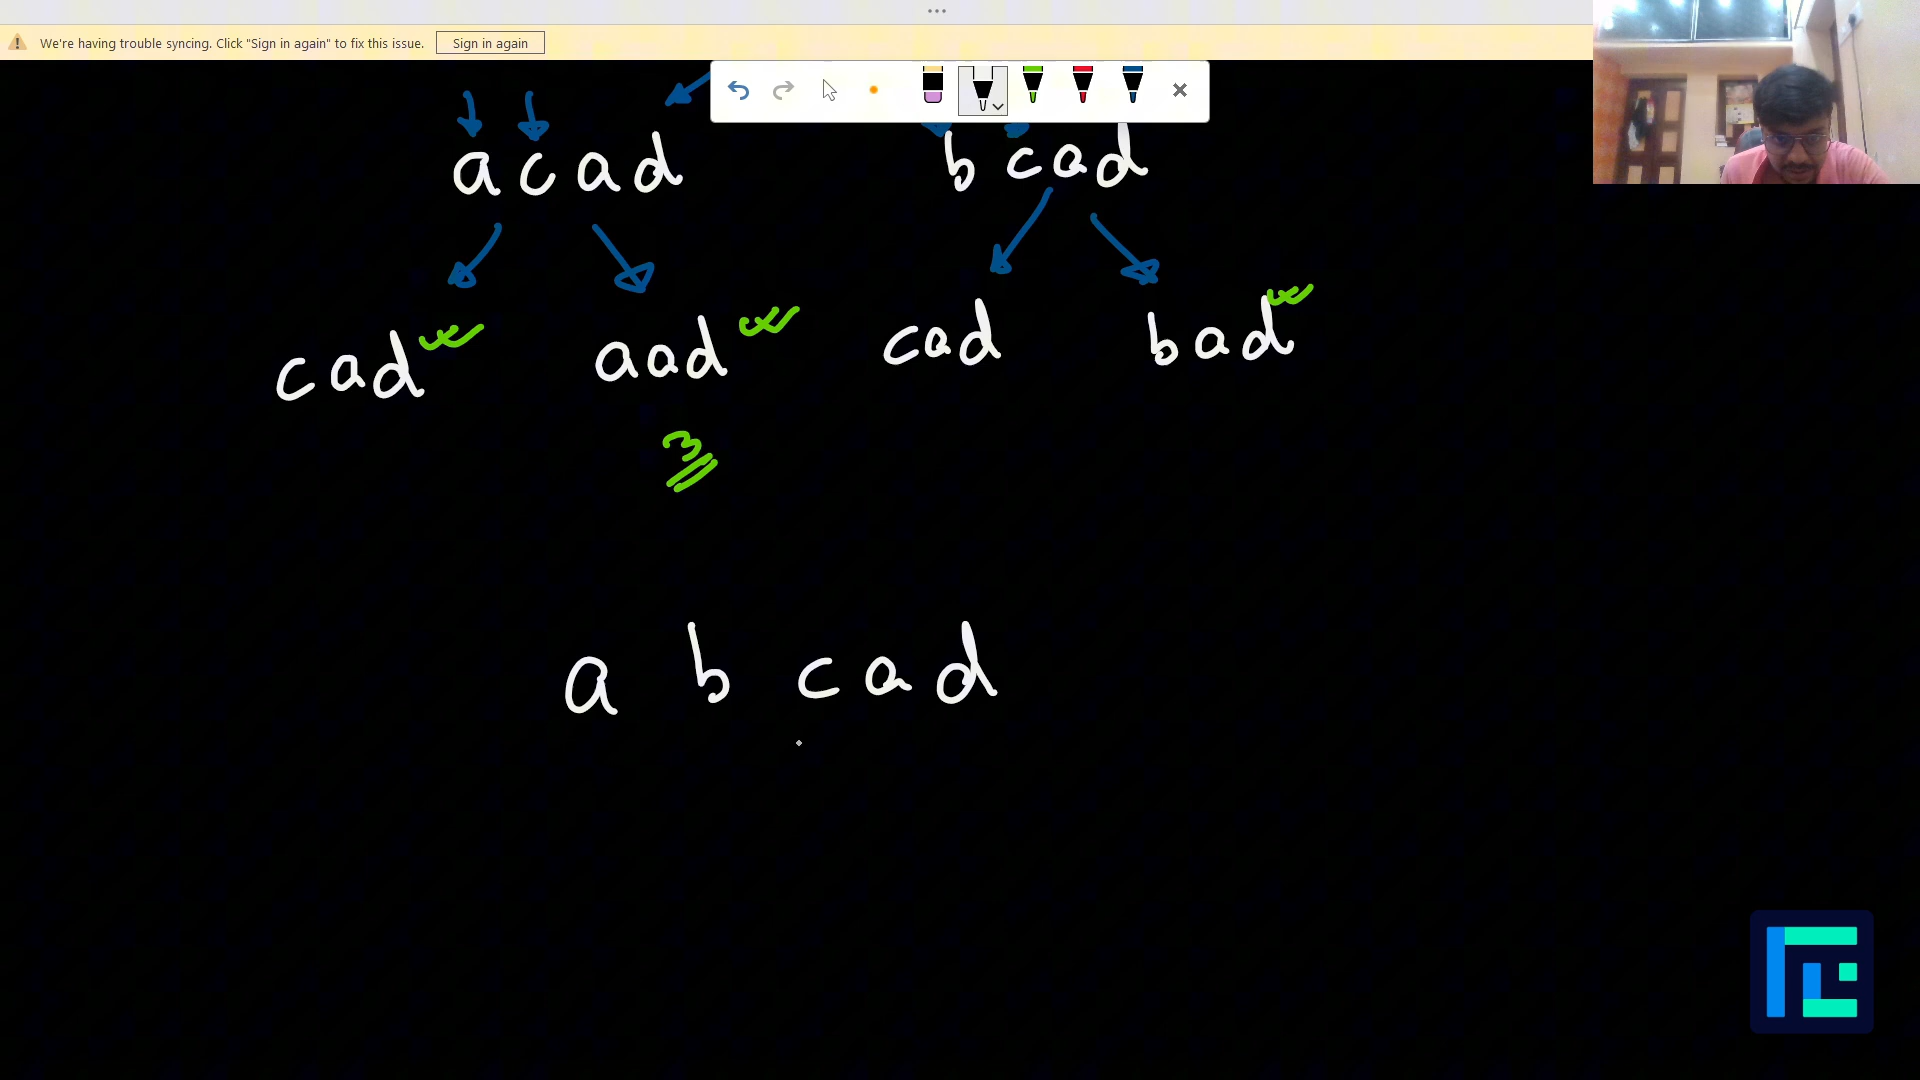 We're having trouble syncing. Click "Sign in again" to fix this issue. Sign in again
acad bcad
cad aad cad bad
3
a b c a d